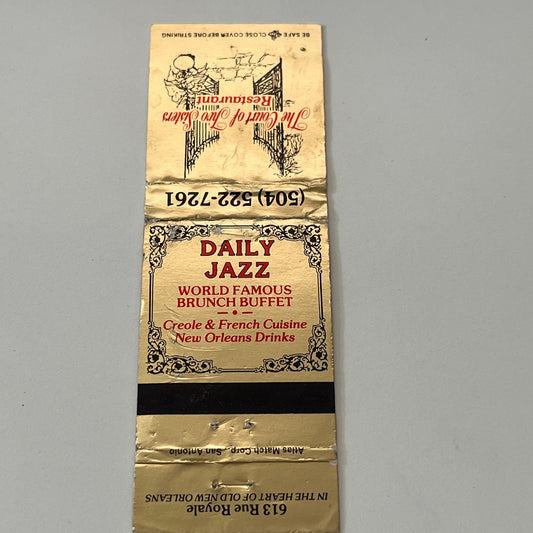 BE SAFE CLOSE COVER BEFORE STRIKING
The Court of Two Sisters
Restaurant
(504) 522-7261
DAILY
JAZZ
WORLD FAMOUS
BRUNCH BUFFET
Creole & French Cuisine
New Orleans Drinks
Atlas Match Corp., San Antonio
613 Rue Royale
IN THE HEART OF OLD NEW ORLEANS